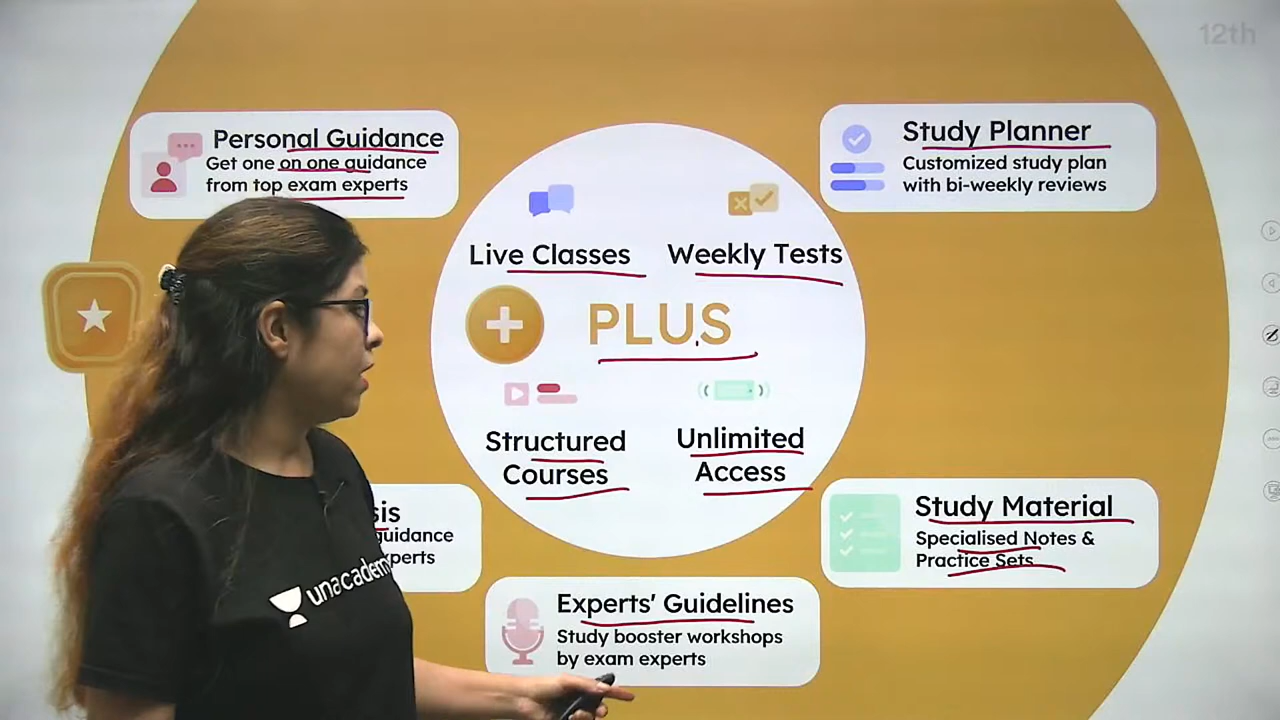 12th
Personal Guidance
Get one on one guidance
from top exam experts
Study Planner
Customized study plan
with bi-weekly reviews
Live Classes
Weekly Tests
PLUS
Structured
Courses
Unlimited
Access
sis
guidance
xperts
Study Material
Specialised Notes &
Practice Sets
unacademy
Experts' Guidelines
Study booster workshops
by exam experts